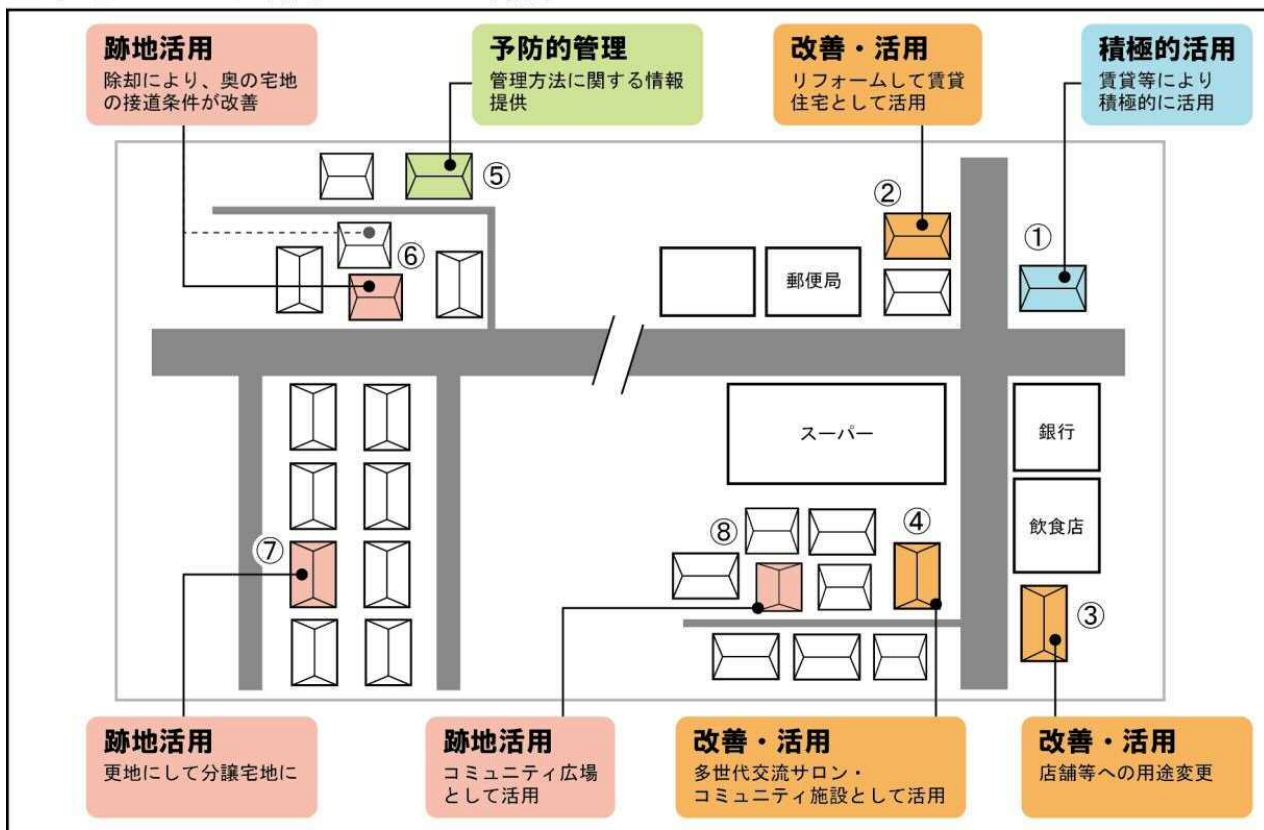 跡地活用
除却により、奥の宅地
の接道条件が改善
予防的管理
管理方法に関する情報
提供
改善・活用
リフォームして賃貸
住宅として活用
積極的活用
賃貸等により
積極的に活用
⑤
②
①
⑥
郵便局
スーパー
銀行
飲食店
⑦
⑧
④
③
跡地活用
更地にして分譲宅地に
跡地活用
コミュニティ広場
として活用
改善・活用
多世代交流サロン・
コミュニティ施設として活用
改善・活用
店舗等への用途変更